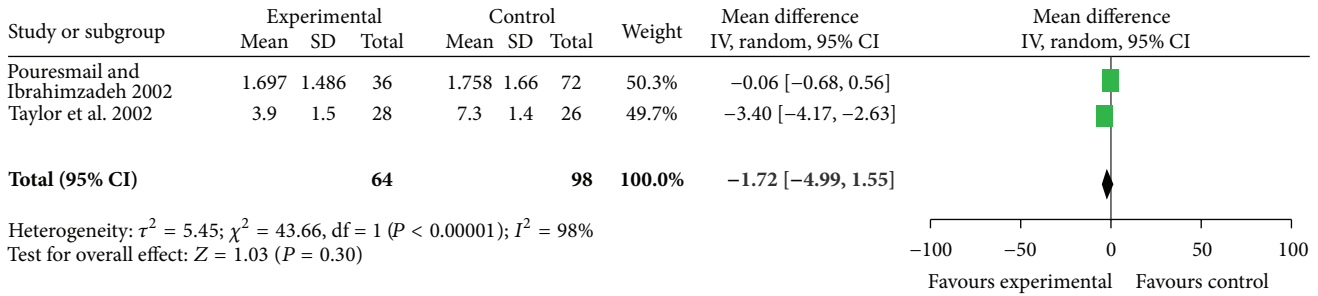 Study or subgroup Experimental Control Weight Mean difference Mean difference
Mean SD Total Mean SD Total IV, random, 95% CI IV, random, 95% CI
Pouresmail and
Ibrahimzadeh 2002 1.697 1.486 36 1.758 1.66 72 50.3% −0.06 [−0.68, 0.56]
Taylor et al. 2002 3.9 1.5 28 7.3 1.4 26 49.7% −3.40 [−4.17, −2.63]
Total (95% CI) 64 98 100.0% −1.72 [−4.99, 1.55]
Heterogeneity: τ² = 5.45; χ² = 43.66, df = 1 (P < 0.00001); I² = 98%
Test for overall effect: Z = 1.03 (P = 0.30)
−100 −50 0 50 100
Favours experimental Favours control